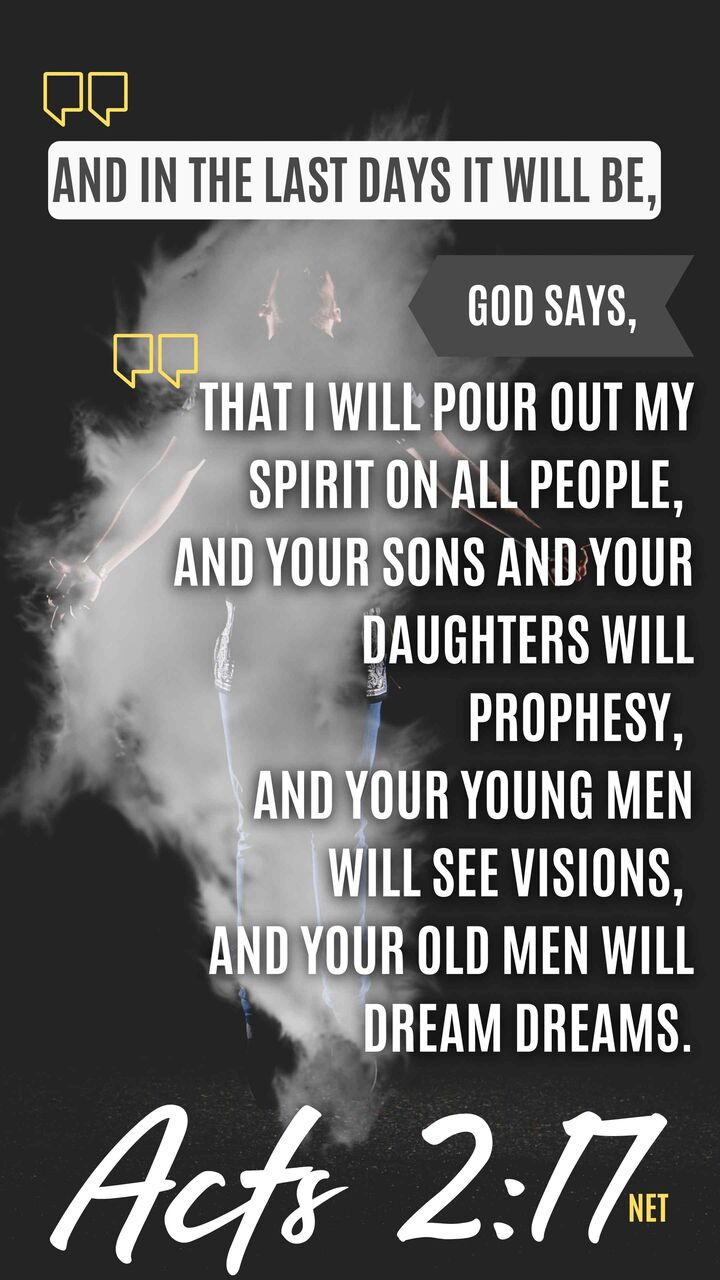 AND IN THE LAST DAYS IT WILL BE,
GOD SAYS,
THAT I WILL POUR OUT MY
SPIRIT ON ALL PEOPLE,
AND YOUR SONS AND YOUR
DAUGHTERS WILL
PROPHESY,
AND YOUR YOUNG MEN
WILL SEE VISIONS,
AND YOUR OLD MEN WILL
DREAM DREAMS.
Acts 2:17 NET